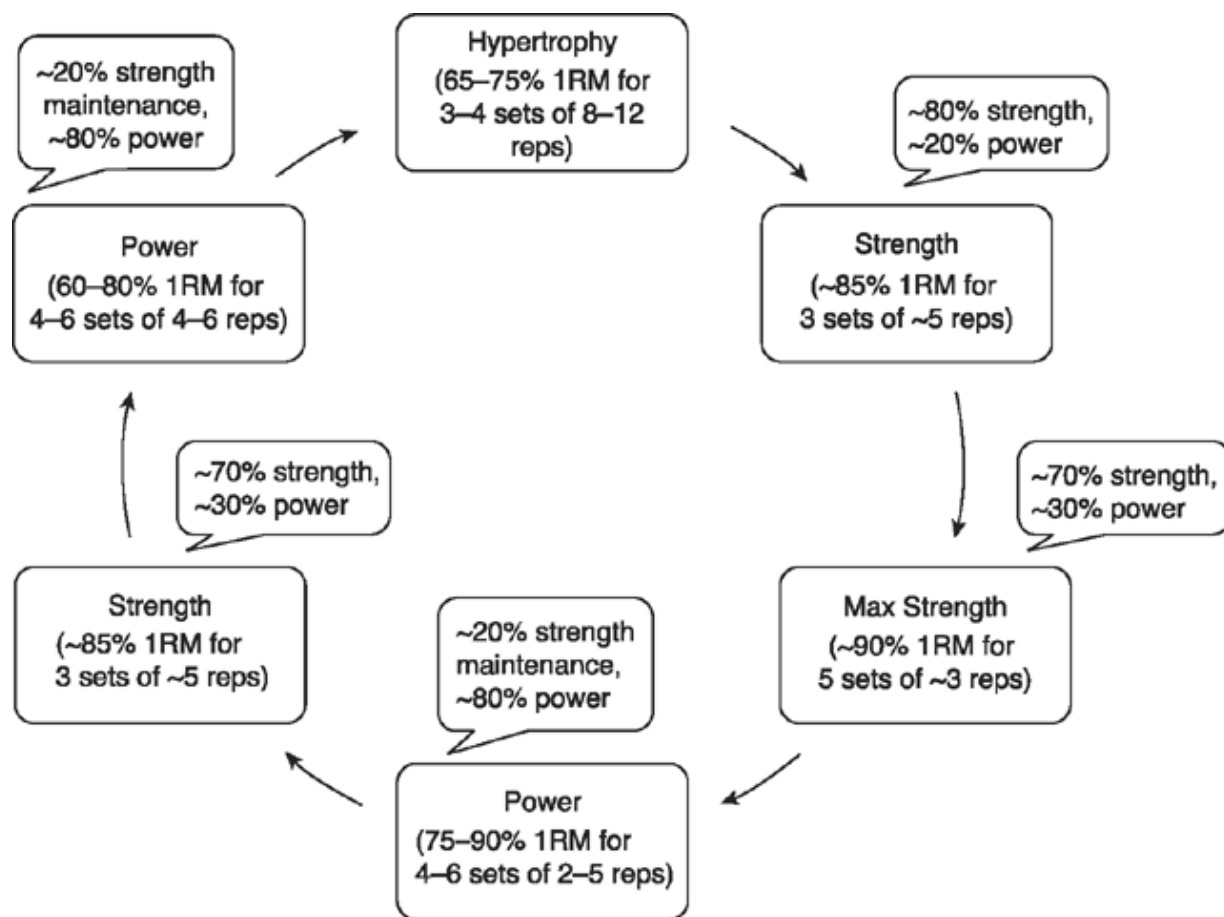 Hypertrophy
(65–75% 1RM for
3–4 sets of 8–12
reps)
~80% strength,
~20% power
Strength
(~85% 1RM for
3 sets of ~5 reps)
~70% strength,
~30% power
Max Strength
(~90% 1RM for
5 sets of ~3 reps)
~20% strength
maintenance,
~80% power
Power
(75–90% 1RM for
4–6 sets of 2–5 reps)
~70% strength,
~30% power
Strength
(~85% 1RM for
3 sets of ~5 reps)
~20% strength
maintenance,
~80% power
Power
(60–80% 1RM for
4–6 sets of 4–6 reps)